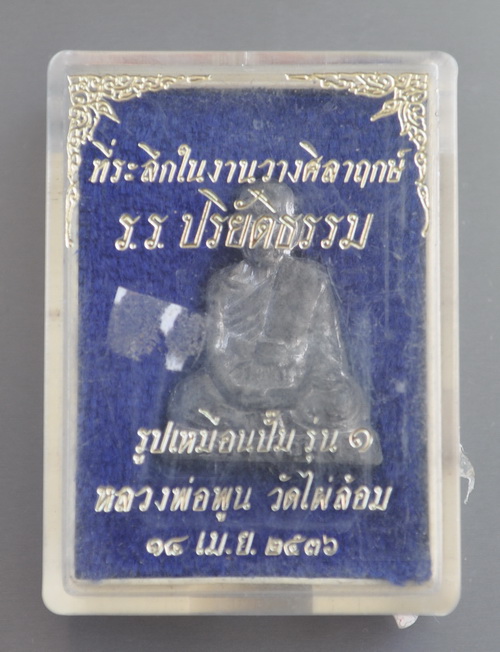 ที่ระลึกในงานวางศิลาฤกษ์
ร.ร. ปริยัติธรรม
รูปเหมือนปั๊ม รุ่น ๑
หลวงพ่อพูน วัดไผ่ล้อม
๑๔ เม.ย. ๒๕๓๖